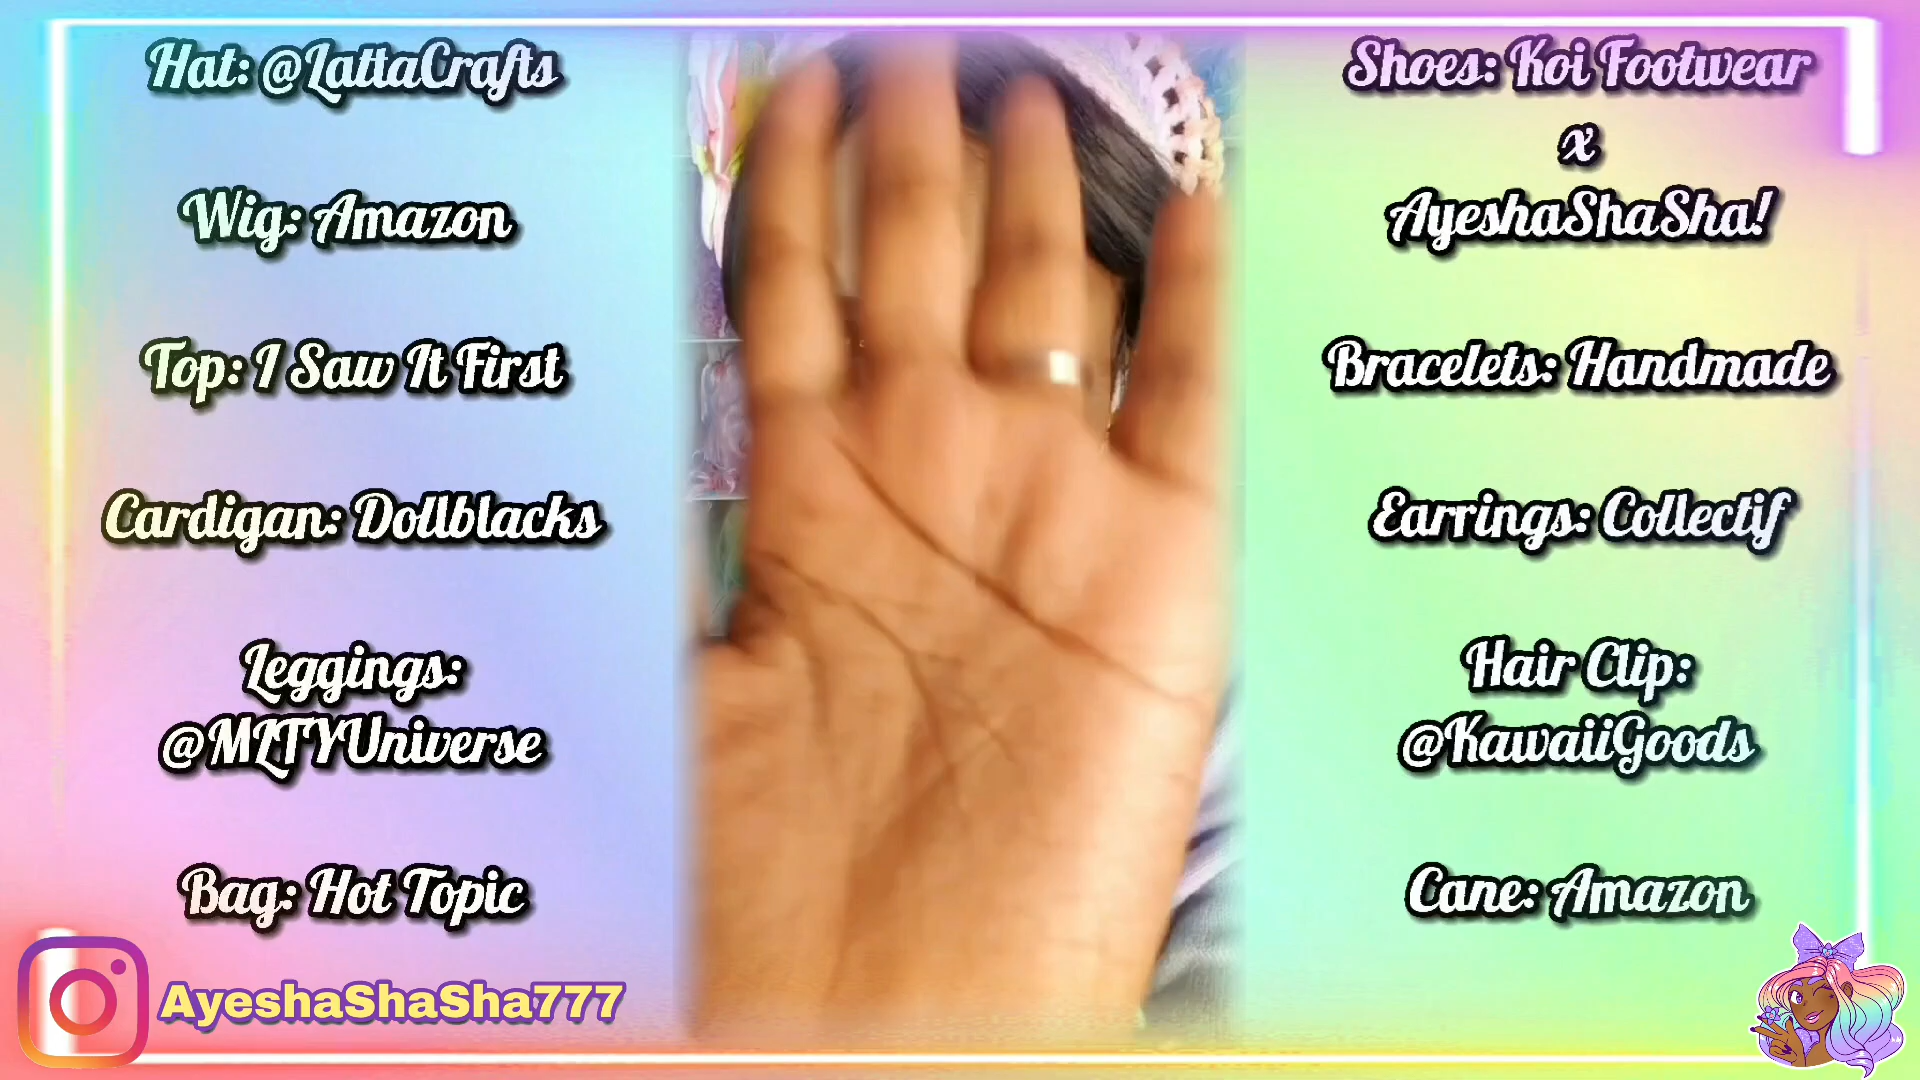 Hat: @LattaCrafts
Wig: Amazon
Top: I Saw It First
Cardigan: Dollblacks
Leggings:
@MLTYUniverse
Bag: Hot Topic
AyeshaShaSha777
Shoes: Koi Footwear
x
AyeshaShaSha!
Bracelets: Handmade
Earrings: Collectif
Hair Clip:
@KawaiiGoods
Cane: Amazon